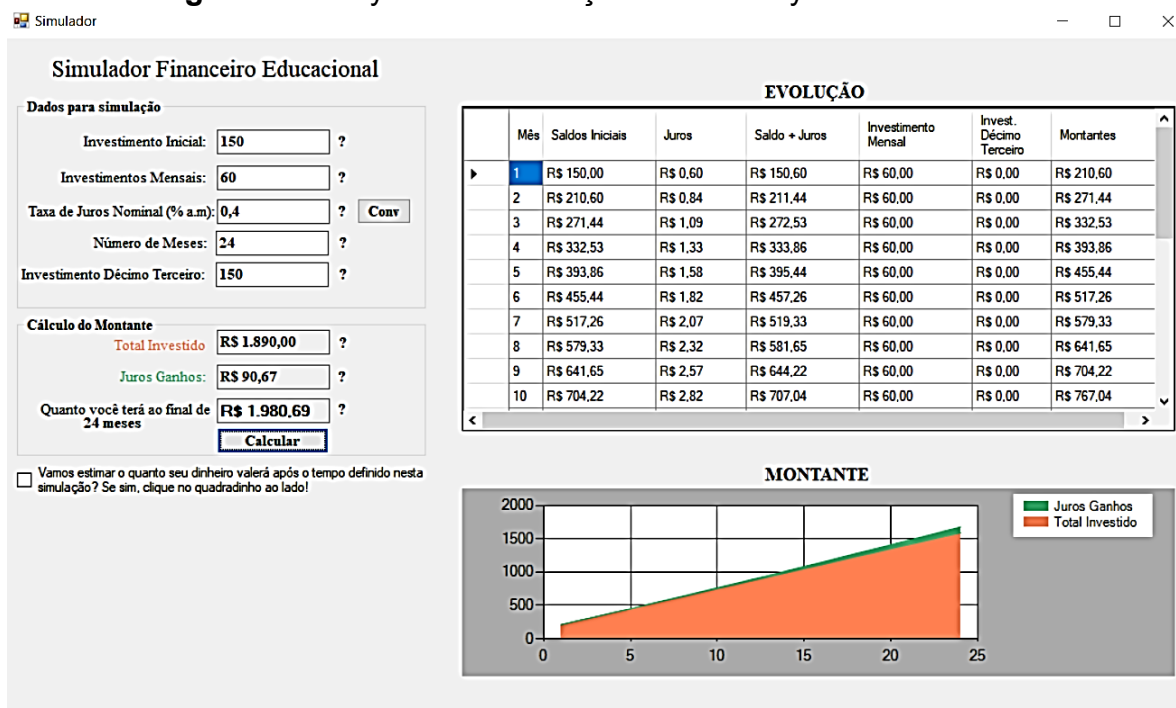 Simulador
Simulador Financeiro Educacional
Dados para simulação
Investimento Inicial: 150 ?
Investimentos Mensais: 60 ?
Taxa de Juros Nominal (% a.m): 0,4 ? Conv
Número de Meses: 24 ?
Investimento Décimo Terceiro: 150 ?
Cálculo do Montante
Total Investido R$ 1.890,00 ?
Juros Ganhos: R$ 90,67 ?
Quanto você terá ao final de 24 meses R$ 1.980,69 ?
Calcular
Vamos estimar o quanto seu dinheiro valerá após o tempo definido nesta
simulação? Se sim, clique no quadradinho ao lado!
EVOLUÇÃO
Mês Saldos Iniciais Juros Saldo + Juros Investimento Mensal Invest. Décimo Terceiro Montantes
1 R$ 150,00 R$ 0,60 R$ 150,60 R$ 60,00 R$ 0,00 R$ 210,60
2 R$ 210,60 R$ 0,84 R$ 211,44 R$ 60,00 R$ 0,00 R$ 271,44
3 R$ 271,44 R$ 1,09 R$ 272,53 R$ 60,00 R$ 0,00 R$ 332,53
4 R$ 332,53 R$ 1,33 R$ 333,86 R$ 60,00 R$ 0,00 R$ 393,86
5 R$ 393,86 R$ 1,58 R$ 395,44 R$ 60,00 R$ 0,00 R$ 455,44
6 R$ 455,44 R$ 1,82 R$ 457,26 R$ 60,00 R$ 0,00 R$ 517,26
7 R$ 517,26 R$ 2,07 R$ 519,33 R$ 60,00 R$ 0,00 R$ 579,33
8 R$ 579,33 R$ 2,32 R$ 581,65 R$ 60,00 R$ 0,00 R$ 641,65
9 R$ 641,65 R$ 2,57 R$ 644,22 R$ 60,00 R$ 0,00 R$ 704,22
10 R$ 704,22 R$ 2,82 R$ 707,04 R$ 60,00 R$ 0,00 R$ 767,04
MONTANTE
2000
1500
1000
500
0
0 5 10 15 20 25
Juros Ganhos
Total Investido